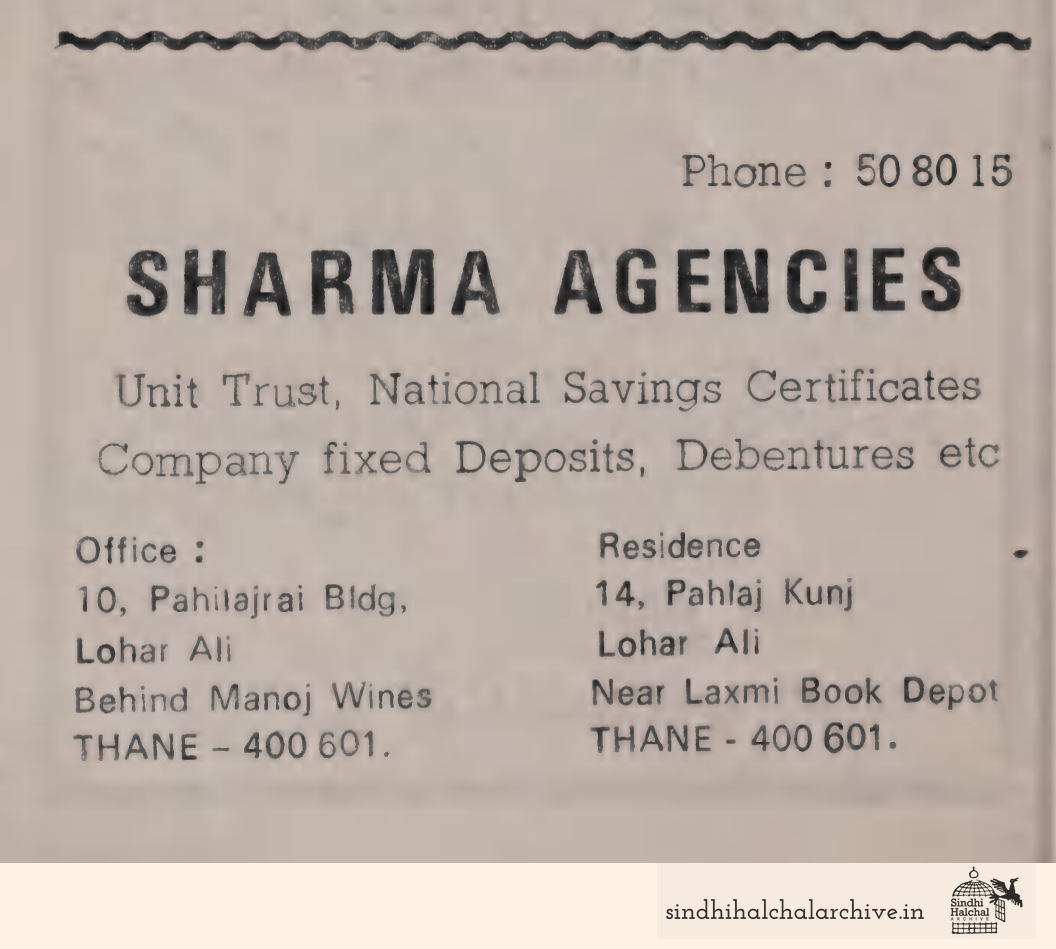 Phone : 50 80 15
SHARMA AGENCIES
Unit Trust, National Savings Certificates
Company fixed Deposits, Debentures etc
Office :
10, Pahilajrai Bldg,
Lohar Ali
Behind Manoj Wines
THANE – 400 601.
Residence
14, Pahlaj Kunj
Lohar Ali
Near Laxmi Book Depot
THANE - 400 601.
sindhihalchalarchive.in
Sindhi
Halchal
ARCHIVE